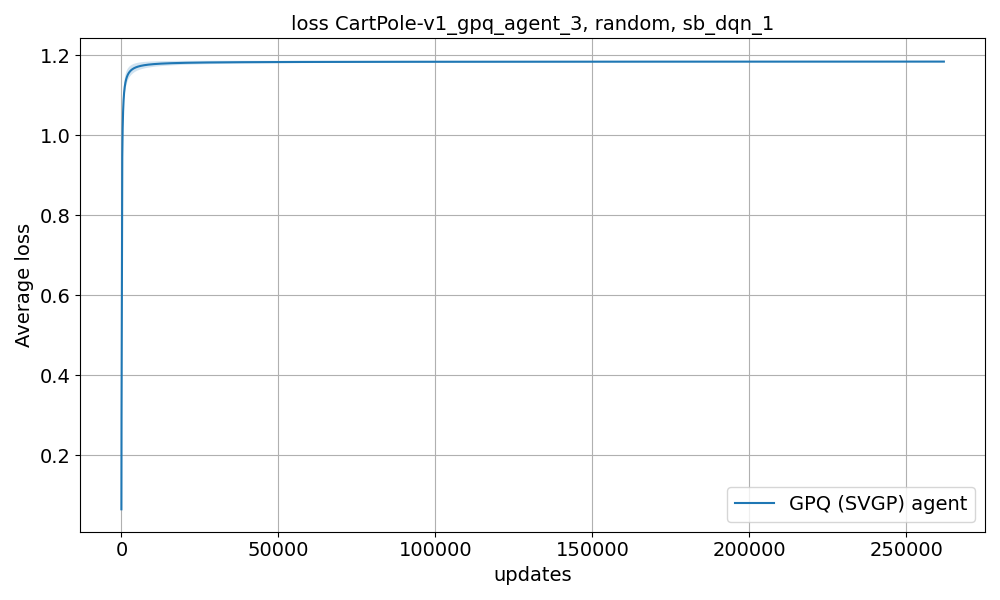 loss CartPole-v1_gpq_agent_3, random, sb_dqn_1
Average loss
1.2
1.0
0.8
0.6
0.4
0.2
GPQ (SVGP) agent
0 50000 100000 150000 200000 250000
updates